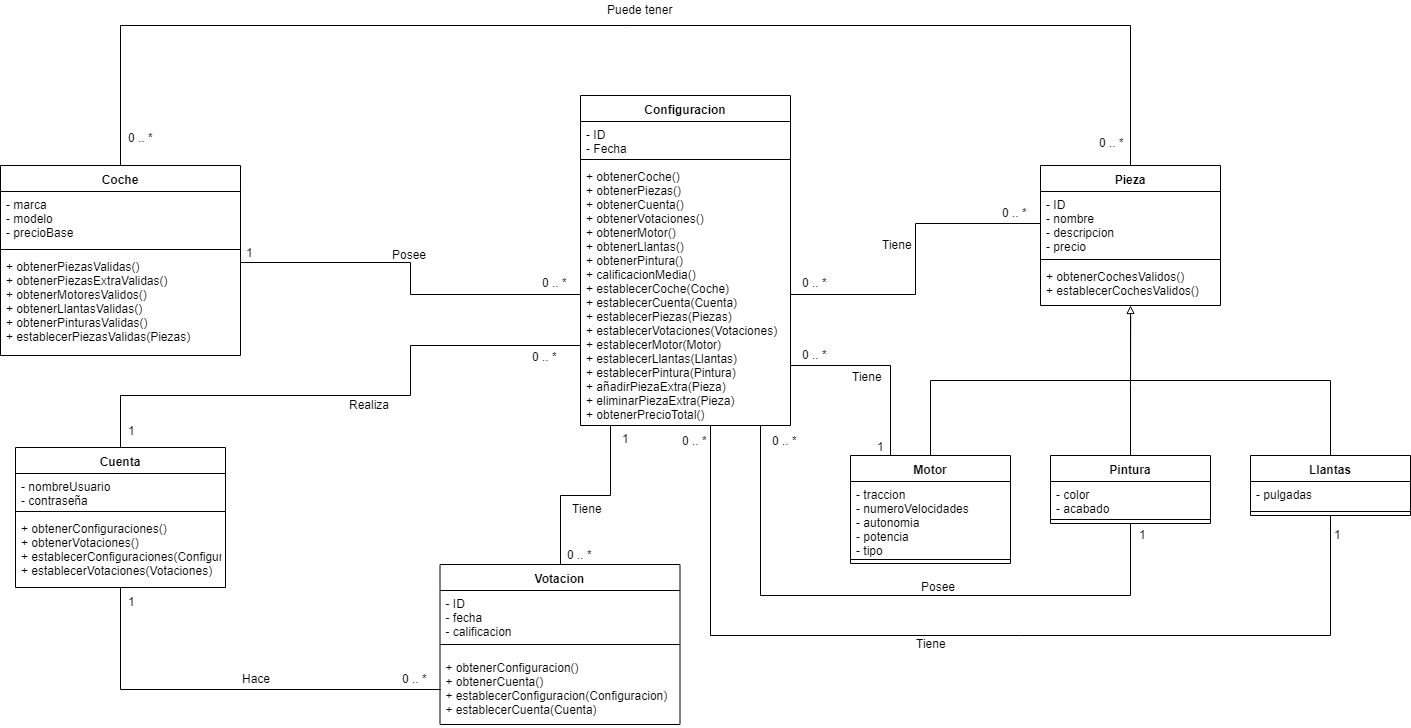 Puede tener
0 .. *
0 .. *
Coche
- marca
- modelo
- precioBase
+ obtenerPiezasValidas()
+ obtenerPiezasExtraValidas()
+ obtenerMotoresValidos()
+ obtenerLlantasValidas()
+ obtenerPinturasValidas()
+ establecerPiezasValidas(Piezas)
1
Posee
0 .. *
Configuracion
- ID
- Fecha
+ obtenerCoche()
+ obtenerPiezas()
+ obtenerCuenta()
+ obtenerVotaciones()
+ obtenerMotor()
+ obtenerLlantas()
+ obtenerPintura()
+ calificacionMedia()
+ establecerCoche(Coche)
+ establecerCuenta(Cuenta)
+ establecerPiezas(Piezas)
+ establecerVotaciones(Votaciones)
+ establecerMotor(Motor)
+ establecerLlantas(Llantas)
+ establecerPintura(Pintura)
+ añadirPiezaExtra(Pieza)
+ eliminarPiezaExtra(Pieza)
+ obtenerPrecioTotal()
0 .. *
Tiene
0 .. *
Pieza
- ID
- nombre
- descripcion
- precio
+ obtenerCochesValidos()
+ establecerCochesValidos()
0 .. *
Realiza
1
0 .. *
Tiene
1
Cuenta
- nombreUsuario
- contraseña
+ obtenerConfiguraciones()
+ obtenerVotaciones()
+ establecerConfiguraciones(Configur
+ establecerVotaciones(Votaciones)
1
Tiene
0 .. *
0 .. *
0 .. *
Motor
- traccion
- numeroVelocidades
- autonomia
- potencia
- tipo
Pintura
- color
- acabado
1
Llantas
- pulgadas
1
Posee
Tiene
Votacion
- ID
- fecha
- calificacion
+ obtenerConfiguracion()
+ obtenerCuenta()
+ establecerConfiguracion(Configuracion)
+ establecerCuenta(Cuenta)
1
Hace
0 .. *